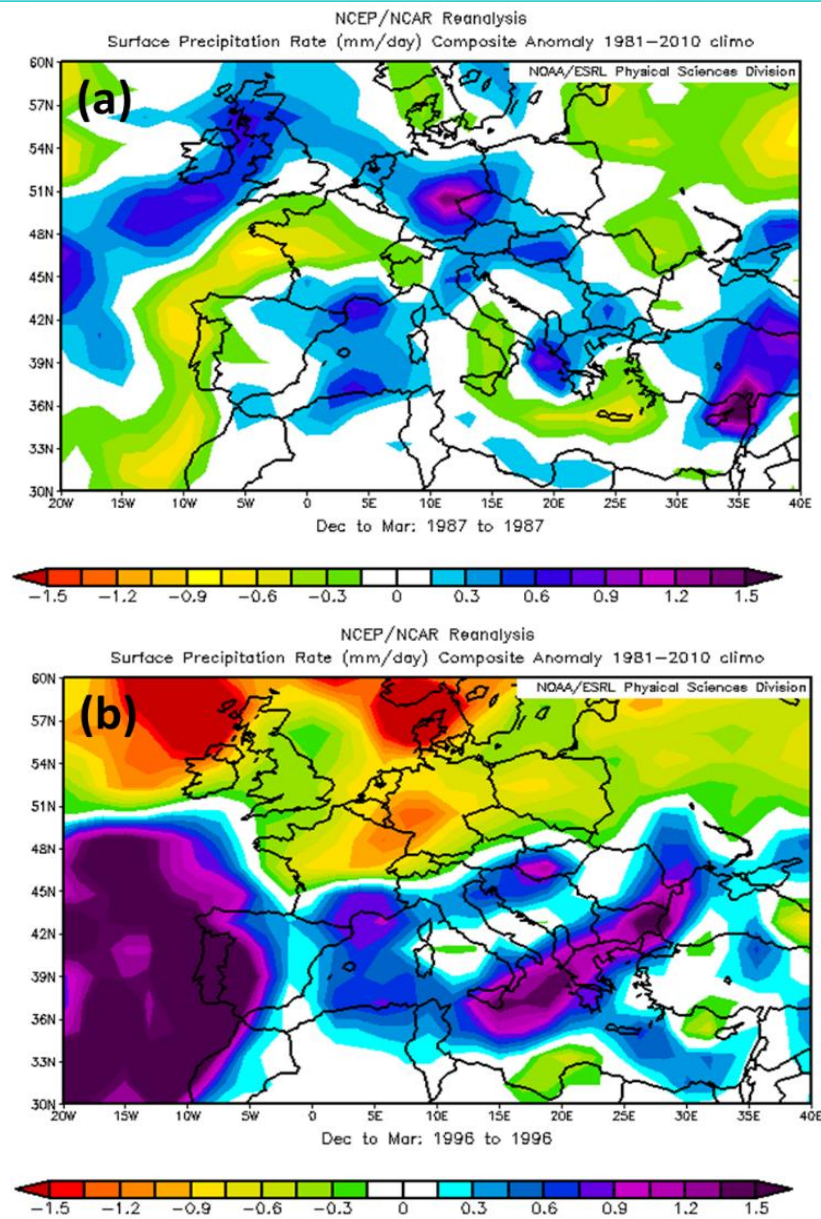 NCEP/NCAR Reanalysis
Surface Precipitation Rate (mm/day) Composite Anomaly 1981-2010 climo
NOAA/ESRL Physical Sciences Division
(a)
60N
57N
54N
51N
48N
45N
42N
39N
36N
33N
30N
20W 15W 10W 5W 0 5E 10E 15E 20E 25E 30E 35E 40E
Dec to Mar: 1987 to 1987
-1.5 -1.2 -0.9 -0.6 -0.3 0 0.3 0.6 0.9 1.2 1.5
NCEP/NCAR Reanalysis
Surface Precipitation Rate (mm/day) Composite Anomaly 1981-2010 climo
NOAA/ESRL Physical Sciences Division
(b)
60N
57N
54N
51N
48N
45N
42N
39N
36N
33N
30N
20W 15W 10W 5W 0 5E 10E 15E 20E 25E 30E 35E 40E
Dec to Mar: 1996 to 1996
-1.5 -1.2 -0.9 -0.6 -0.3 0 0.3 0.6 0.9 1.2 1.5